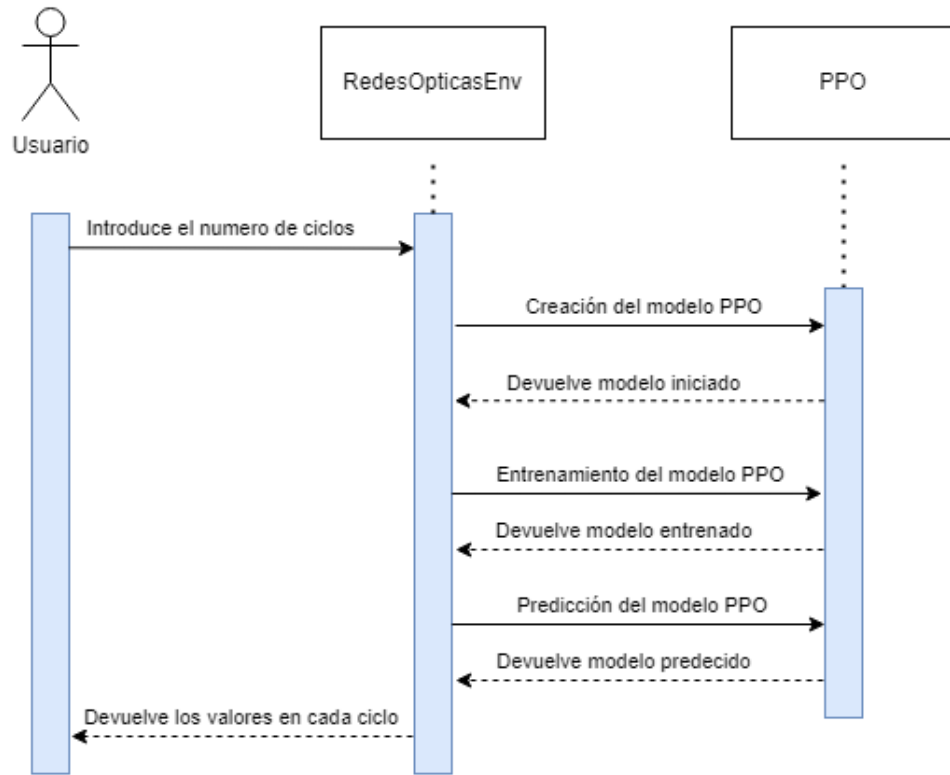 Usuario
RedesOpticasEnv
PPO
Introduce el numero de ciclos
Creación del modelo PPO
Devuelve modelo iniciado
Entrenamiento del modelo PPO
Devuelve modelo entrenado
Predicción del modelo PPO
Devuelve modelo predecido
Devuelve los valores en cada ciclo